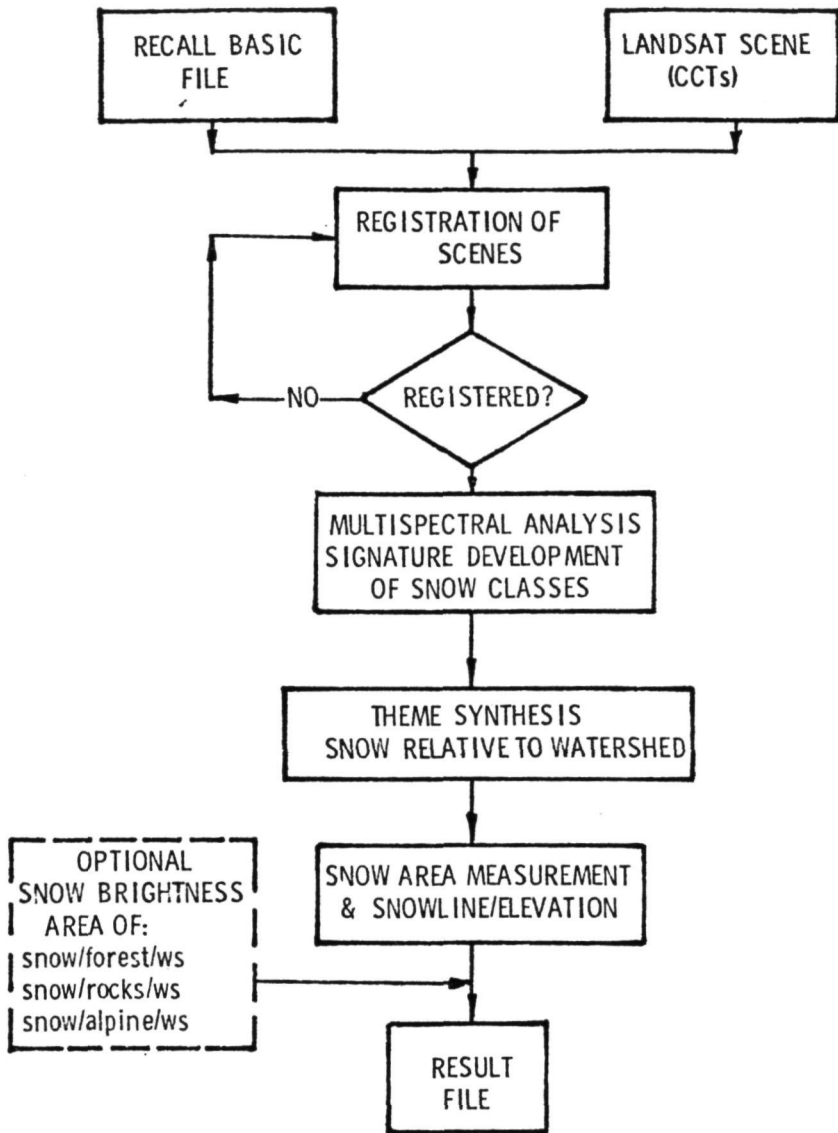 RECALL BASIC
FILE
LANDSAT SCENE
(CCTs)
REGISTRATION OF
SCENES
NO
REGISTERED?
MULTISPECTRAL ANALYSIS
SIGNATURE DEVELOPMENT
OF SNOW CLASSES
THEME SYNTHESIS
SNOW RELATIVE TO WATERSHED
OPTIONAL
SNOW BRIGHTNESS
AREA OF:
snow/forest/ws
snow/rocks/ws
snow/alpine/ws
SNOW AREA MEASUREMENT
& SNOWLINE/ELEVATION
RESULT
FILE